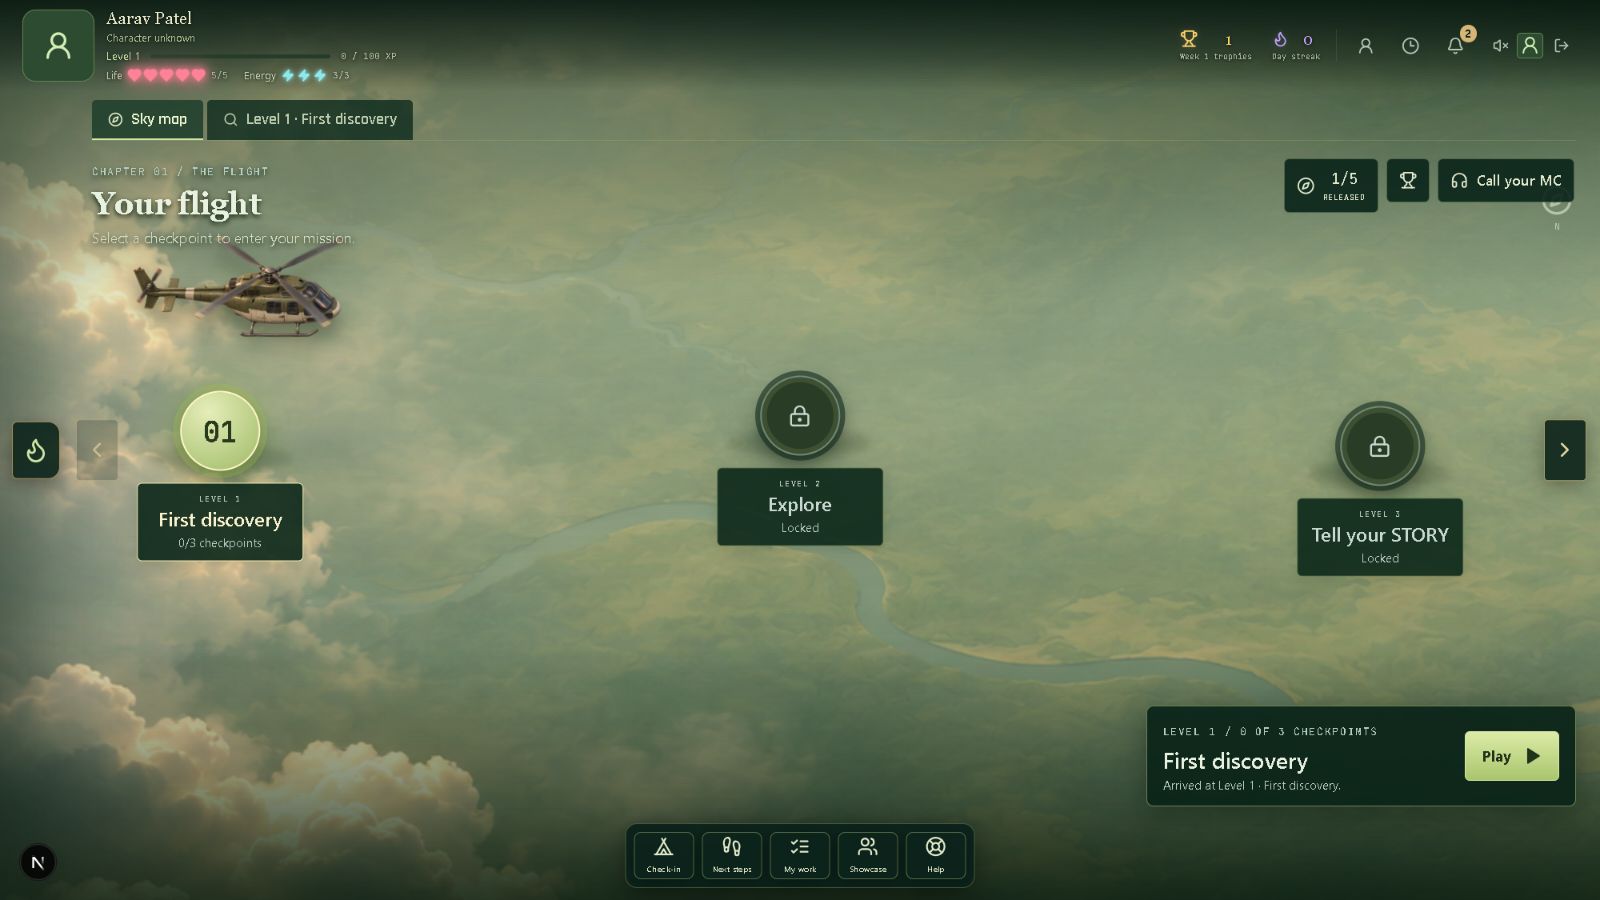 Aarav Patel
Character unknown
Level 1 0 / 100 XP
Life 5/5 Energy 3/3
1
Week 1 trophies
0
Day streak
2
Sky map
Level 1 · First discovery
CHAPTER 01 / THE FLIGHT
Your flight
Select a checkpoint to enter your mission.
1/5
RELEASED
Call your MC
N
01
LEVEL 1
First discovery
0/3 checkpoints
LEVEL 2
Explore
Locked
LEVEL 3
Tell your STORY
Locked
LEVEL 1 / 0 OF 3 CHECKPOINTS
First discovery
Arrived at Level 1 · First discovery.
Play
N
Check-in
Next steps
My work
Showcase
Help